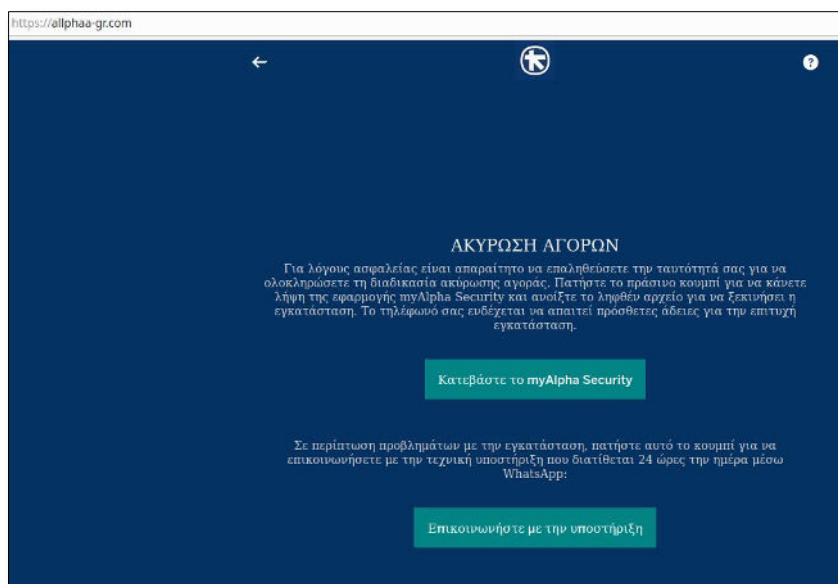 https://allphaa-gr.com
ΑΚΥΡΩΣΗ ΑΓΟΡΩΝ
Για λόγους ασφαλείας είναι απαραίτητο να επαληθεύσετε την ταυτότητά σας για να
ολοκληρώσετε τη διαδικασία ακύρωσης αγοράς. Πατήστε το πράσινο κουμπί για να κάνετε
λήψη της εφαρμογής myAlpha Security και ανοίξτε το ληφθέν αρχείο για να ξεκινήσει η
εγκατάσταση. Το τηλέφωνό σας ενδέχεται να απαιτεί πρόσθετες άδειες για την επιτυχή
εγκατάσταση.
Κατεβάστε το myAlpha Security
Σε περίπτωση προβλημάτων με την εγκατάσταση, πατήστε αυτό το κουμπί για να
επικοινωνήσετε με την τεχνική υποστήριξη που διατίθεται 24 ώρες την ημέρα μέσω
WhatsApp:
Επικοινωνήστε με την υποστήριξη